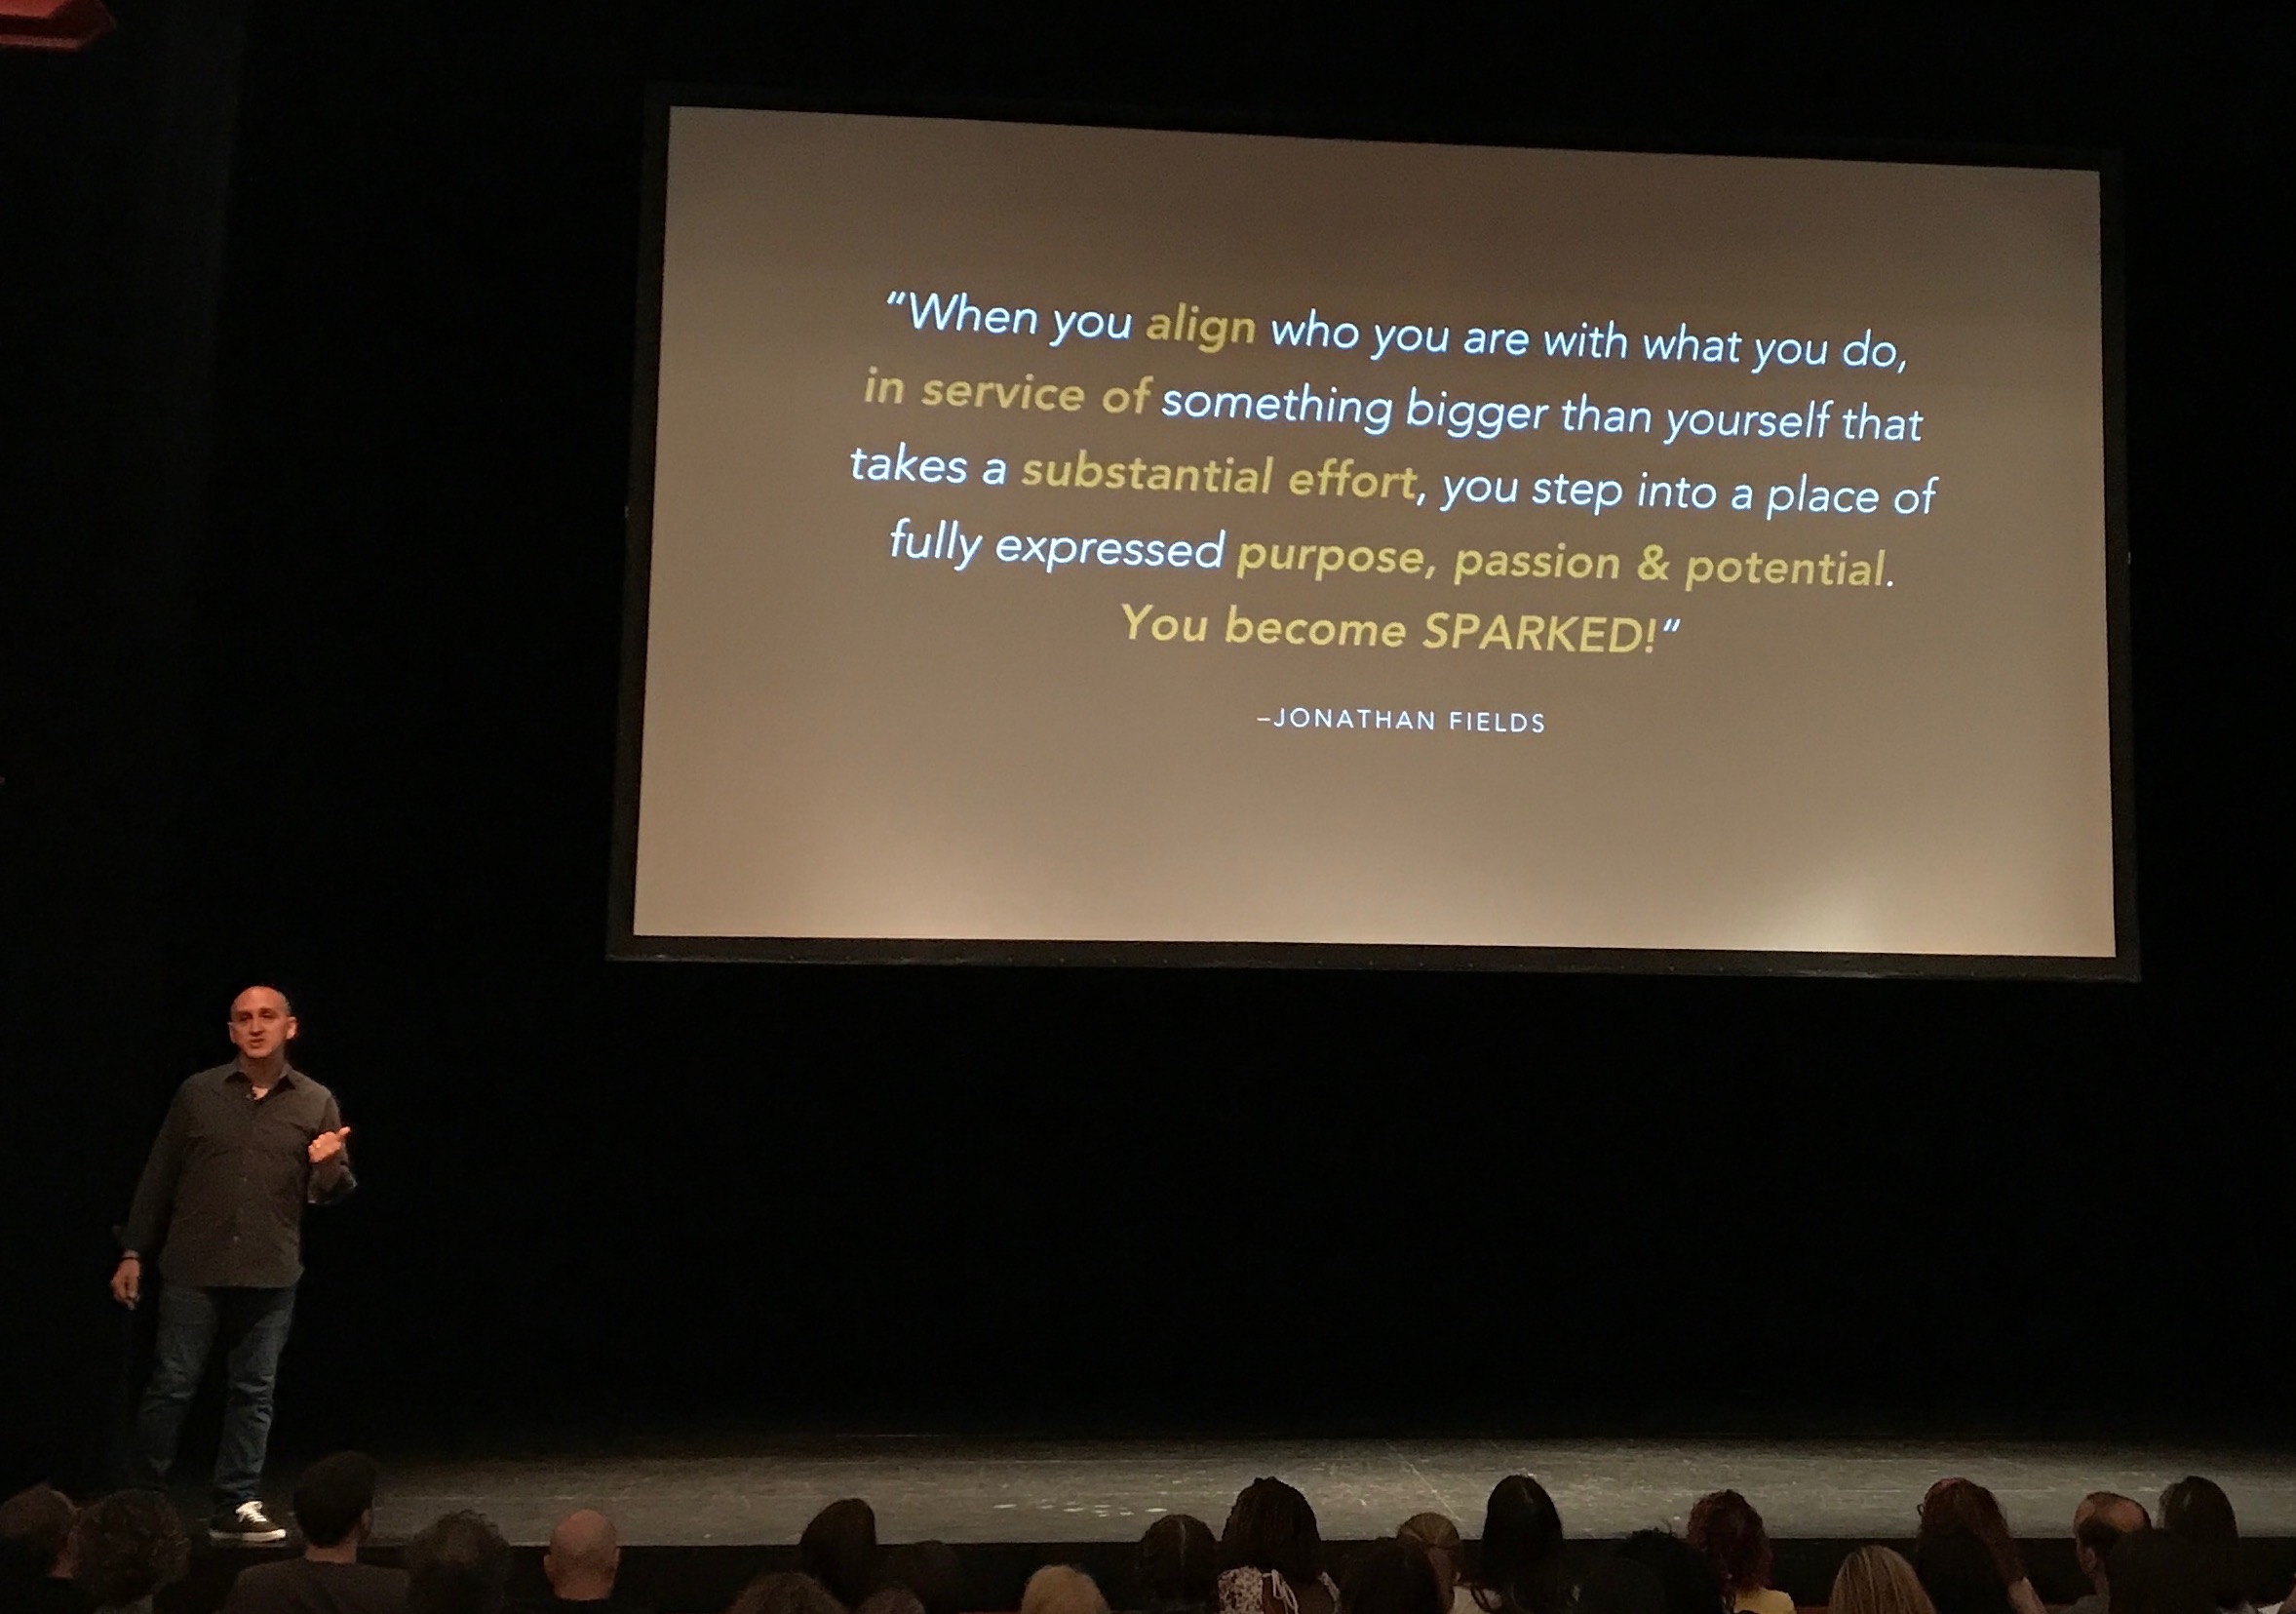 “When you align who you are with what you do,
in service of something bigger than yourself that
takes a substantial effort, you step into a place of
fully expressed purpose, passion & potential.
You become SPARKED!“
–JONATHAN FIELDS